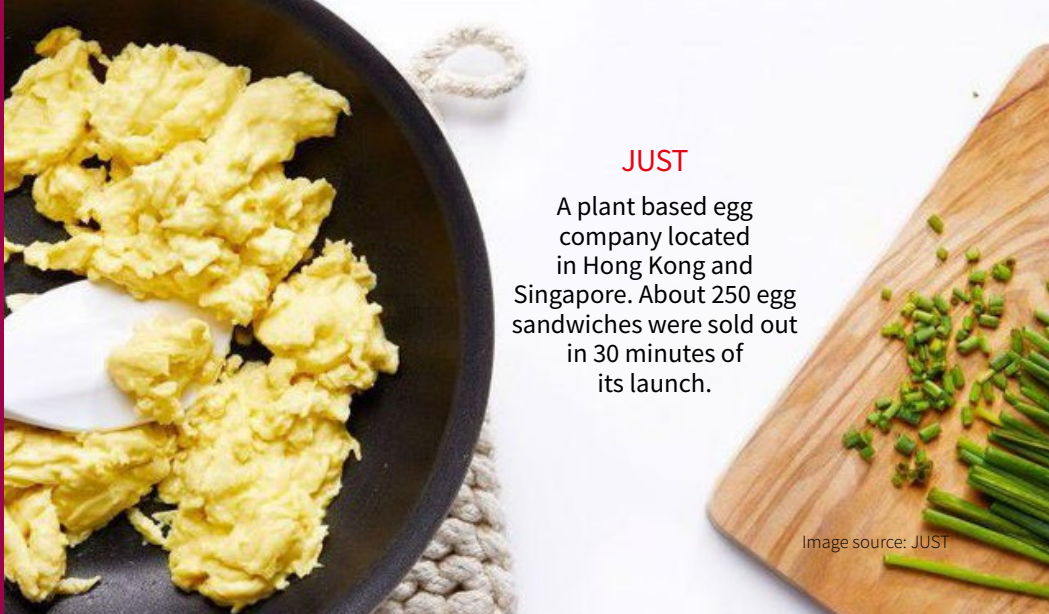 JUST
A plant based egg
company located
in Hong Kong and
Singapore. About 250 egg
sandwiches were sold out
in 30 minutes of
its launch.
Image source: JUST